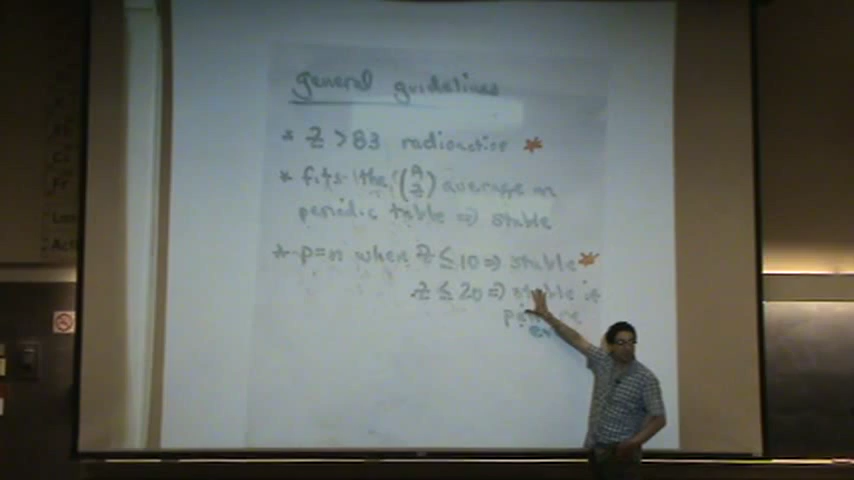 general guidelines
* Z > 83 radioactive *
* fits the (A/Z) average on
periodic table => stable
* p=n when Z ≤ 10 => stable *
Z ≤ 20 => stable if